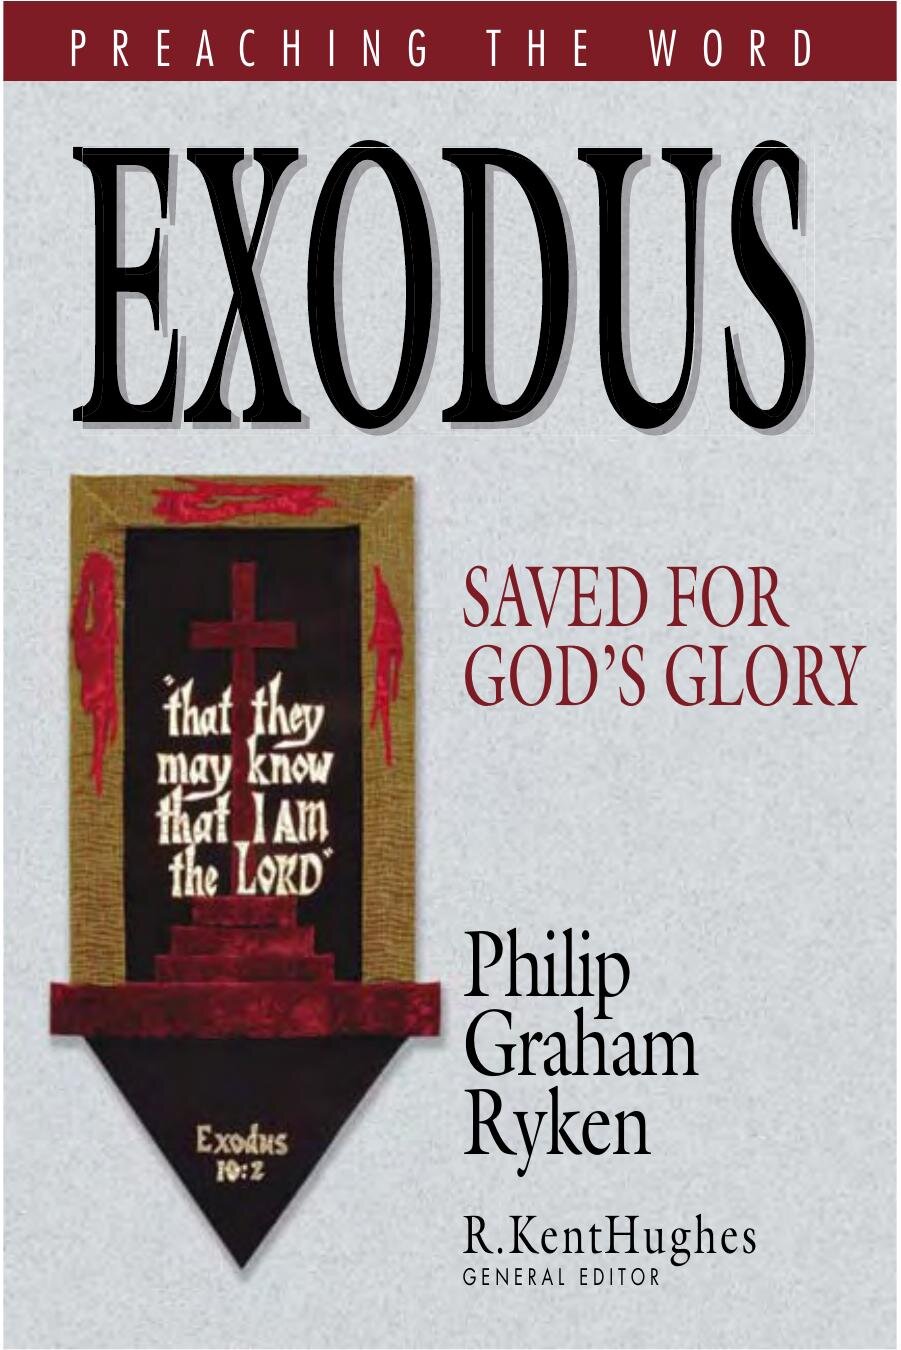 PREACHING THE WORD
EXODUS
SAVED FOR
GOD'S GLORY
"that they
may know
that I AM
the LORD"
Exodus
10:2
Philip
Graham
Ryken
R.KentHughes
GENERAL EDITOR